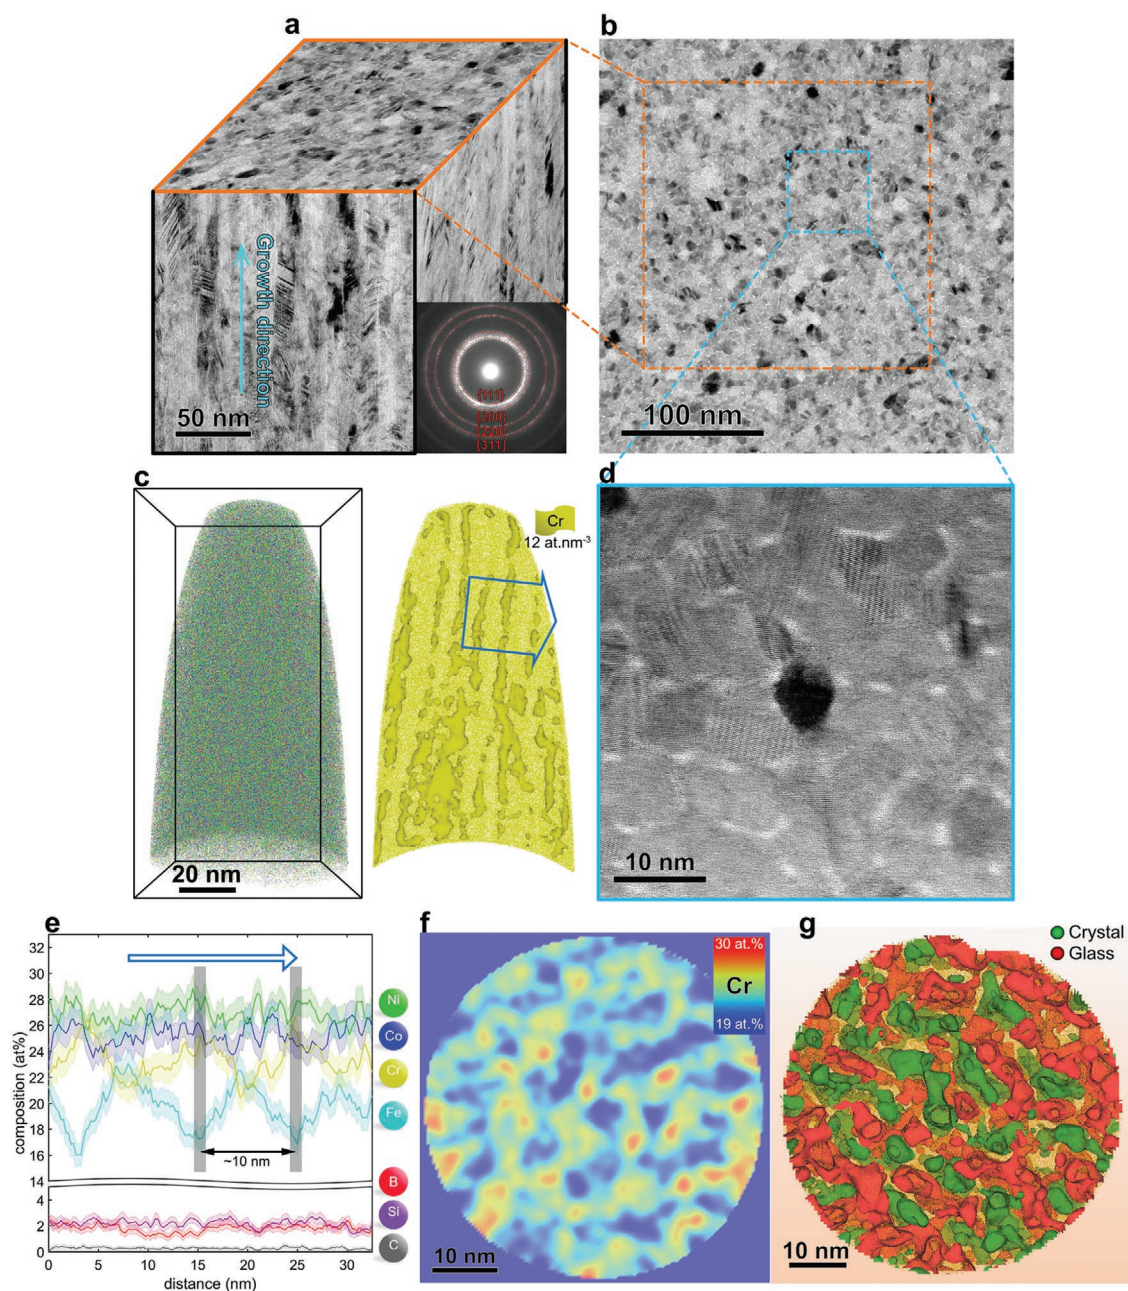 a
Growth direction
50 nm
{111}
{200}
{220}
{311}
b
100 nm
c
20 nm
Cr
12 at.nm⁻³
d
10 nm
e
composition (at%)
32
30
28
26
24
22
20
18
16
14
4
2
0
~10 nm
0 5 10 15 20 25 30
distance (nm)
Ni
Co
Cr
Fe
B
Si
C
f
30 at.%
Cr
19 at.%
10 nm
g
Crystal
Glass
10 nm